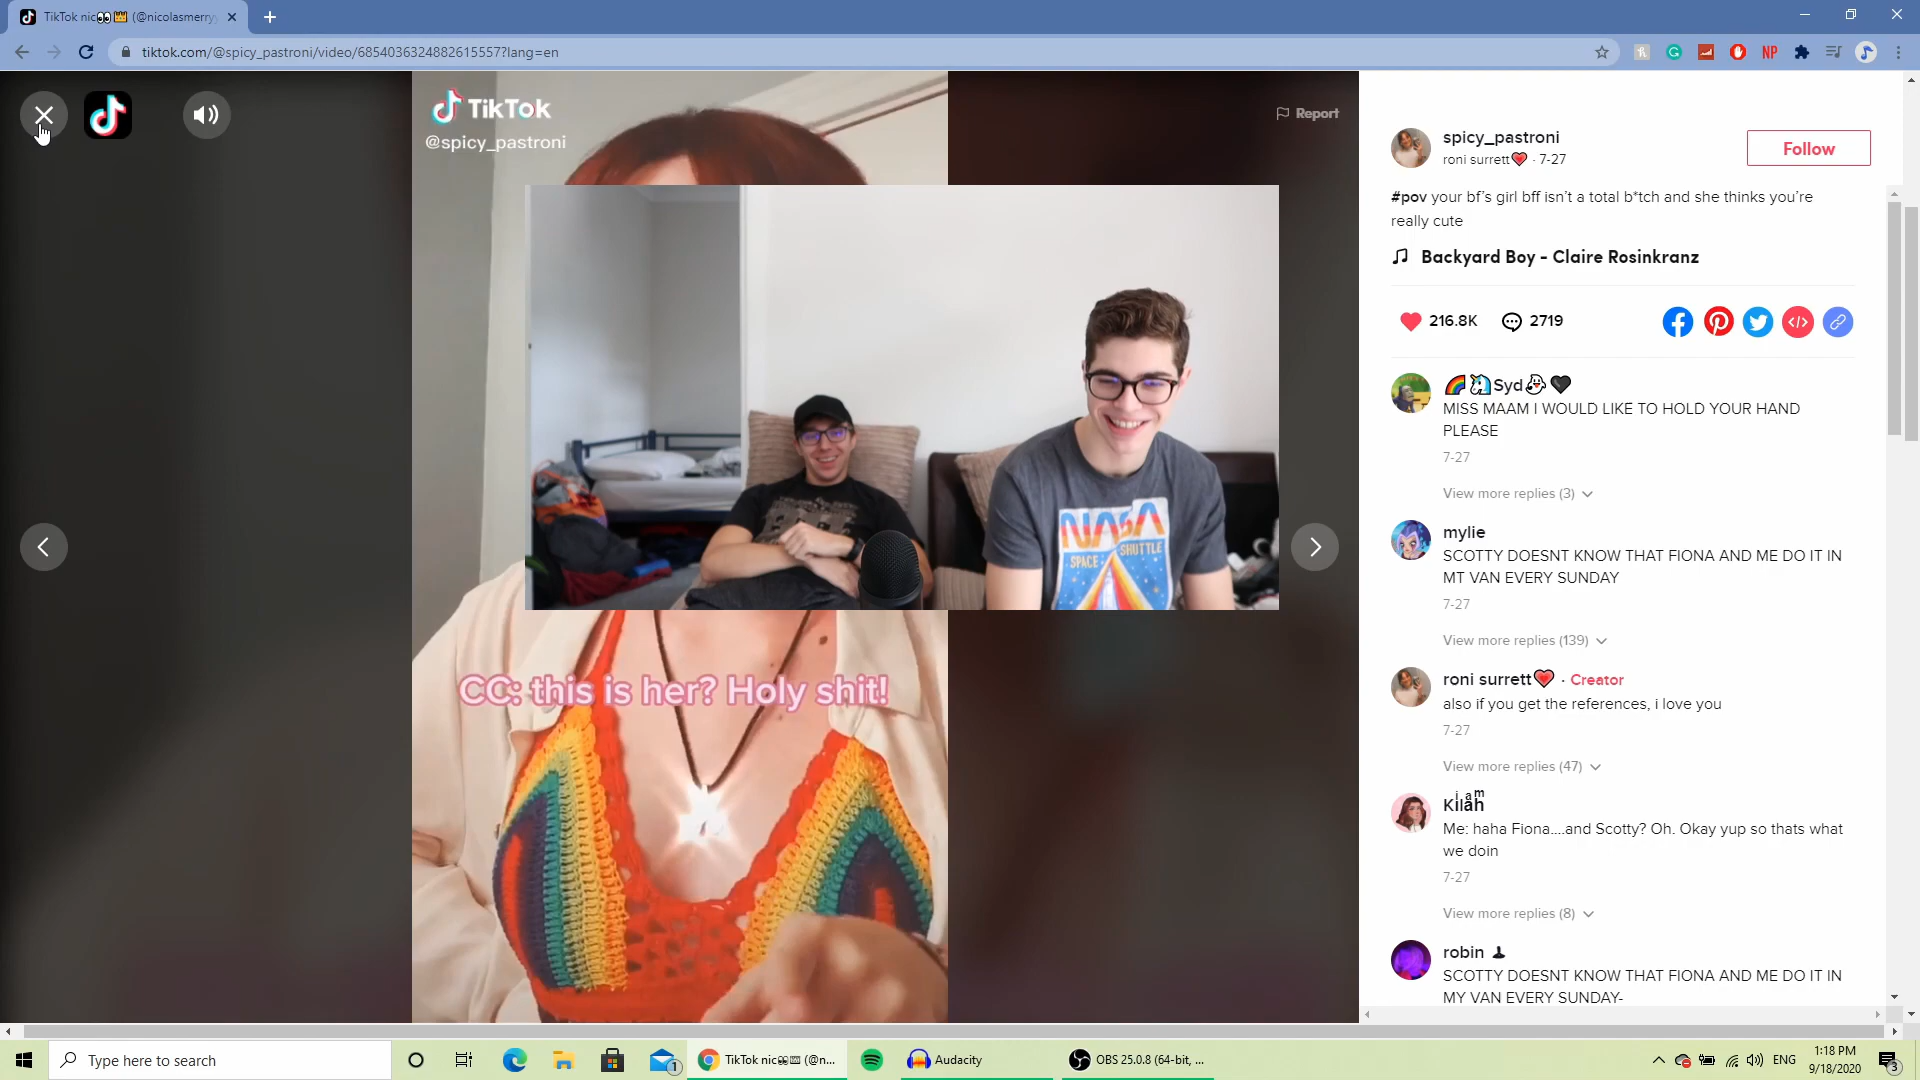 TikTok nic👀👑 (@nicolasmerry
tiktok.com/@spicy_pastroni/video/6854036324882615557?lang=en
NP
TikTok
@spicy_pastroni
Report
CC: this is her? Holy shit!
NASA
SPACE SHUTTLE
spicy_pastroni
roni surrett❤ · 7-27
Follow
#pov your bf's girl bff isn't a total b*tch and she thinks you're
really cute
Backyard Boy - Claire Rosinkranz
216.8K
2719
🌈🦄Syd👻🖤
MISS MAAM I WOULD LIKE TO HOLD YOUR HAND
PLEASE
7-27
View more replies (3)
mylie
SCOTTY DOESNT KNOW THAT FIONA AND ME DO IT IN
MT VAN EVERY SUNDAY
7-27
View more replies (139)
roni surrett❤ · Creator
also if you get the references, i love you
7-27
View more replies (47)
Me: haha Fiona....and Scotty? Oh. Okay yup so thats what
we doin
7-27
View more replies (8)
robin
SCOTTY DOESNT KNOW THAT FIONA AND ME DO IT IN
MY VAN EVERY SUNDAY-
Type here to search
1
TikTok nic👀👑 (@n...
Audacity
OBS 25.0.8 (64-bit, ...
ENG
1:18 PM
9/18/2020
3